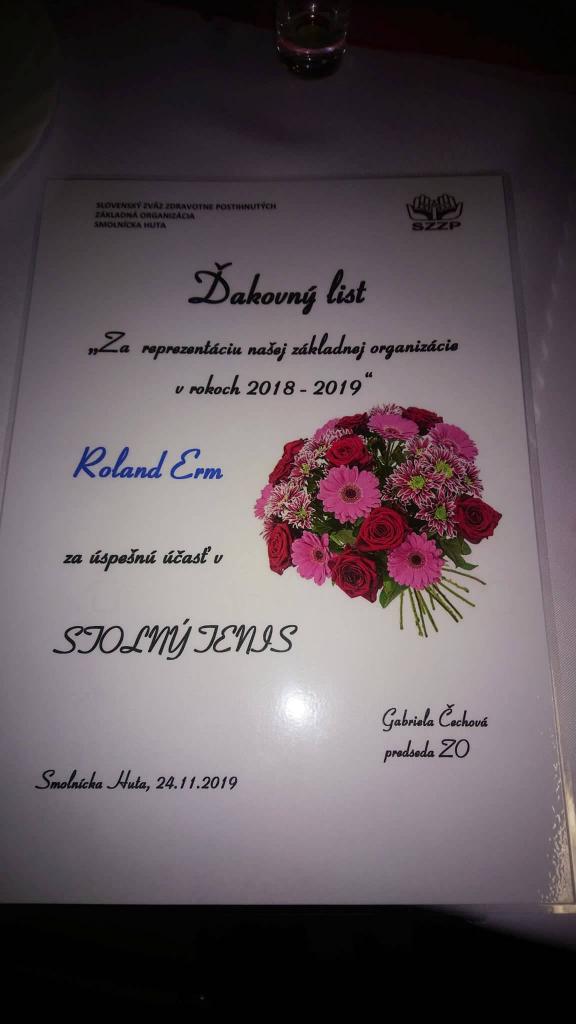 SLOVENSKÝ ZVÄZ ZDRAVOTNE POSTIHNUTÝCH
ZÁKLADNÁ ORGANIZÁCIA
SMOLNÍCKA HUTA
SZZP
Ďakovný list
„Za reprezentáciu našej základnej organizácie
v rokoch 2018 - 2019“
Roland Erm
za úspešnú účasť v
STOLNÝ TENIS
Gabriela Čechová
predseda ZO
Smolnícka Huta, 24.11.2019